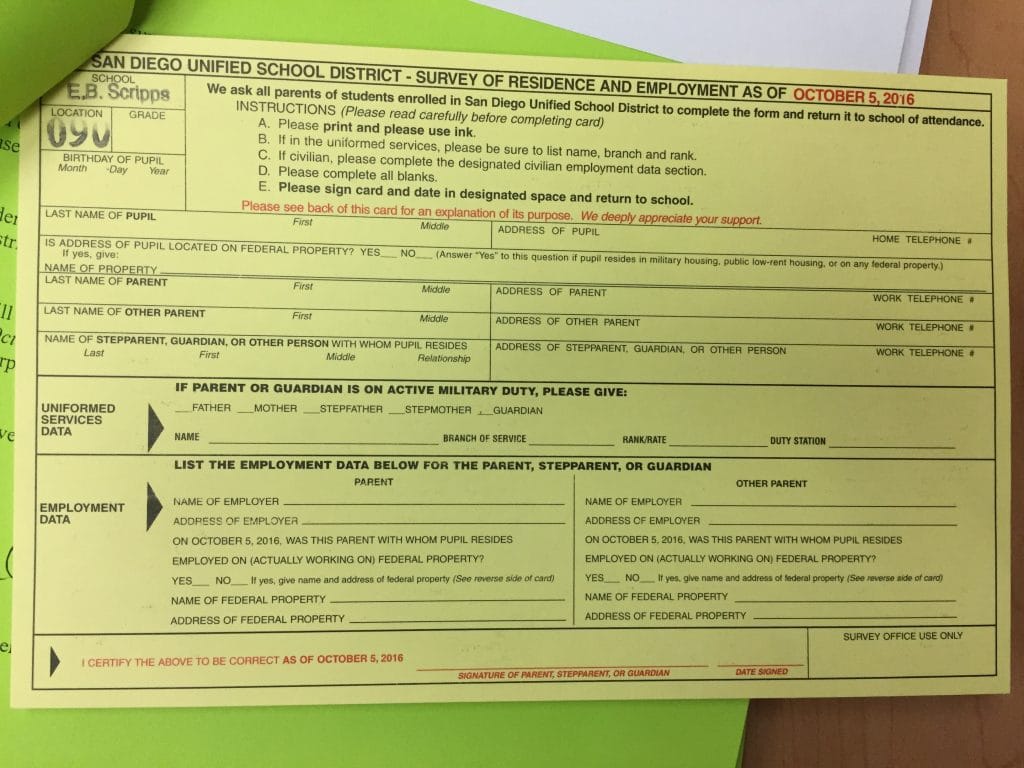 SAN DIEGO UNIFIED SCHOOL DISTRICT - SURVEY OF RESIDENCE AND EMPLOYMENT AS OF OCTOBER 5, 2016
SCHOOL
E.B. Scripps
LOCATION GRADE
090
BIRTHDAY OF PUPIL
Month -Day Year
We ask all parents of students enrolled in San Diego Unified School District to complete the form and return it to school of attendance.
INSTRUCTIONS (Please read carefully before completing card)
A. Please print and please use ink.
B. If in the uniformed services, please be sure to list name, branch and rank.
C. If civilian, please complete the designated civilian employment data section.
D. Please complete all blanks.
E. Please sign card and date in designated space and return to school.
Please see back of this card for an explanation of its purpose. We deeply appreciate your support.
LAST NAME OF PUPIL First Middle ADDRESS OF PUPIL HOME TELEPHONE #
IS ADDRESS OF PUPIL LOCATED ON FEDERAL PROPERTY? YES___ NO___ (Answer "Yes" to this question if pupil resides in military housing, public low-rent housing, or on any federal property.)
If yes, give:
NAME OF PROPERTY
LAST NAME OF PARENT First Middle ADDRESS OF PARENT WORK TELEPHONE #
LAST NAME OF OTHER PARENT First Middle ADDRESS OF OTHER PARENT WORK TELEPHONE #
NAME OF STEPPARENT, GUARDIAN, OR OTHER PERSON WITH WHOM PUPIL RESIDES ADDRESS OF STEPPARENT, GUARDIAN, OR OTHER PERSON WORK TELEPHONE #
Last First Middle Relationship
UNIFORMED SERVICES DATA
IF PARENT OR GUARDIAN IS ON ACTIVE MILITARY DUTY, PLEASE GIVE:
___FATHER ___MOTHER ___STEPFATHER ___STEPMOTHER ___GUARDIAN
NAME BRANCH OF SERVICE RANK/RATE DUTY STATION
EMPLOYMENT DATA
LIST THE EMPLOYMENT DATA BELOW FOR THE PARENT, STEPPARENT, OR GUARDIAN
PARENT
NAME OF EMPLOYER
ADDRESS OF EMPLOYER
ON OCTOBER 5, 2016, WAS THIS PARENT WITH WHOM PUPIL RESIDES
EMPLOYED ON (ACTUALLY WORKING ON) FEDERAL PROPERTY?
YES___ NO___ If yes, give name and address of federal property (See reverse side of card)
NAME OF FEDERAL PROPERTY
ADDRESS OF FEDERAL PROPERTY
OTHER PARENT
NAME OF EMPLOYER
ADDRESS OF EMPLOYER
ON OCTOBER 5, 2016, WAS THIS PARENT WITH WHOM PUPIL RESIDES
EMPLOYED ON (ACTUALLY WORKING ON) FEDERAL PROPERTY?
YES___ NO___ If yes, give name and address of federal property (See reverse side of card)
NAME OF FEDERAL PROPERTY
ADDRESS OF FEDERAL PROPERTY
I CERTIFY THE ABOVE TO BE CORRECT AS OF OCTOBER 5, 2016
SIGNATURE OF PARENT, STEPPARENT, OR GUARDIAN DATE SIGNED
SURVEY OFFICE USE ONLY